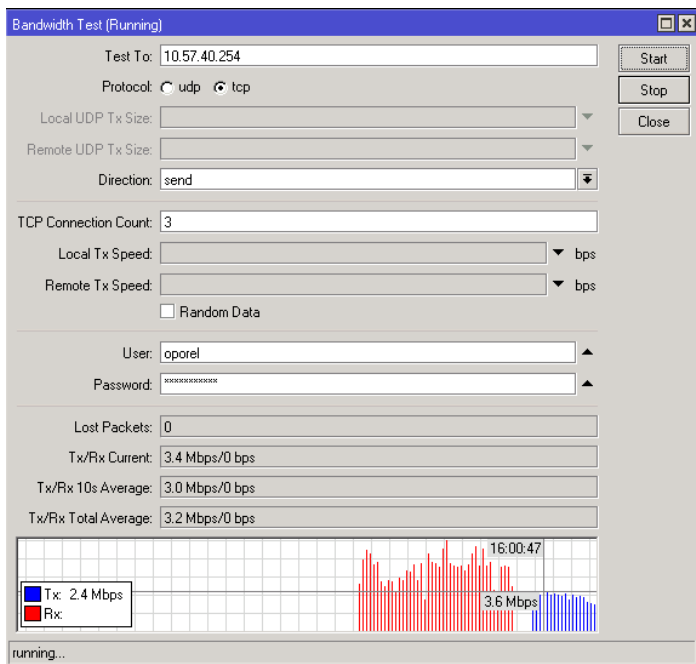 Bandwidth Test (Running)
Test To: 10.57.40.254
Start
Protocol: udp tcp
Stop
Local UDP Tx Size:
Close
Remote UDP Tx Size:
Direction: send
TCP Connection Count: 3
Local Tx Speed: bps
Remote Tx Speed: bps
Random Data
User: oporel
Password: ***********
Lost Packets: 0
Tx/Rx Current: 3.4 Mbps/0 bps
Tx/Rx 10s Average: 3.0 Mbps/0 bps
Tx/Rx Total Average: 3.2 Mbps/0 bps
16:00:47
Tx: 2.4 Mbps
3.6 Mbps
Rx:
running...